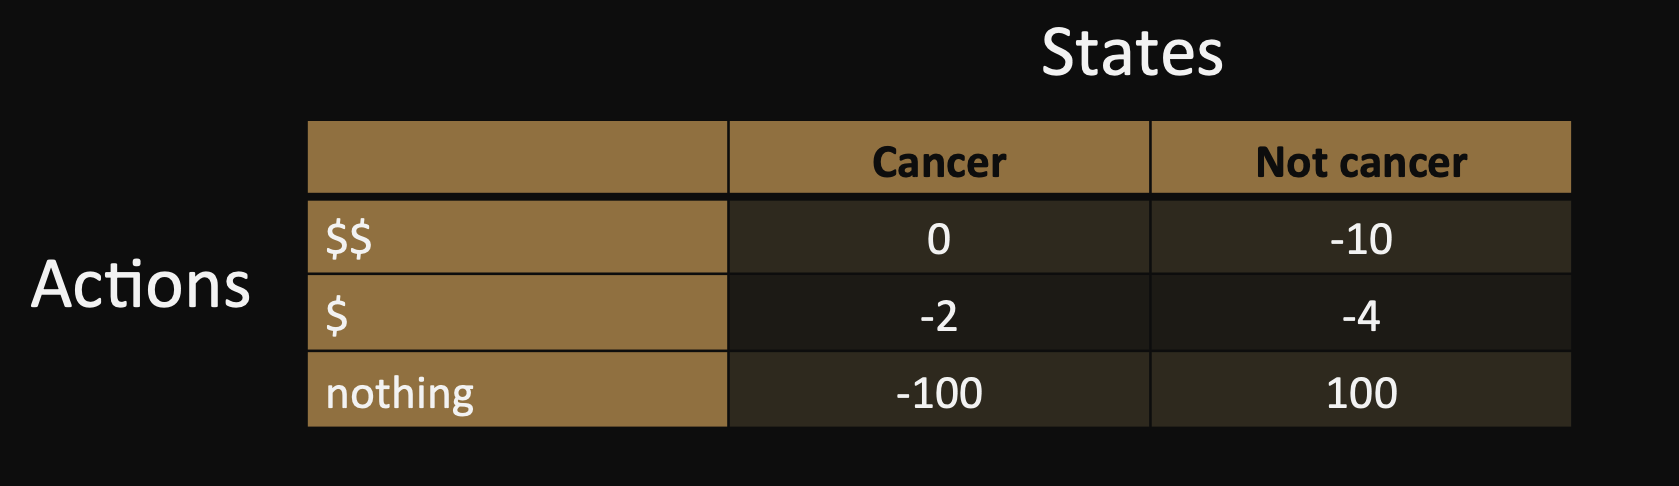 States
Cancer Not cancer
$$ 0 -10
Actions
$ -2 -4
nothing -100 100